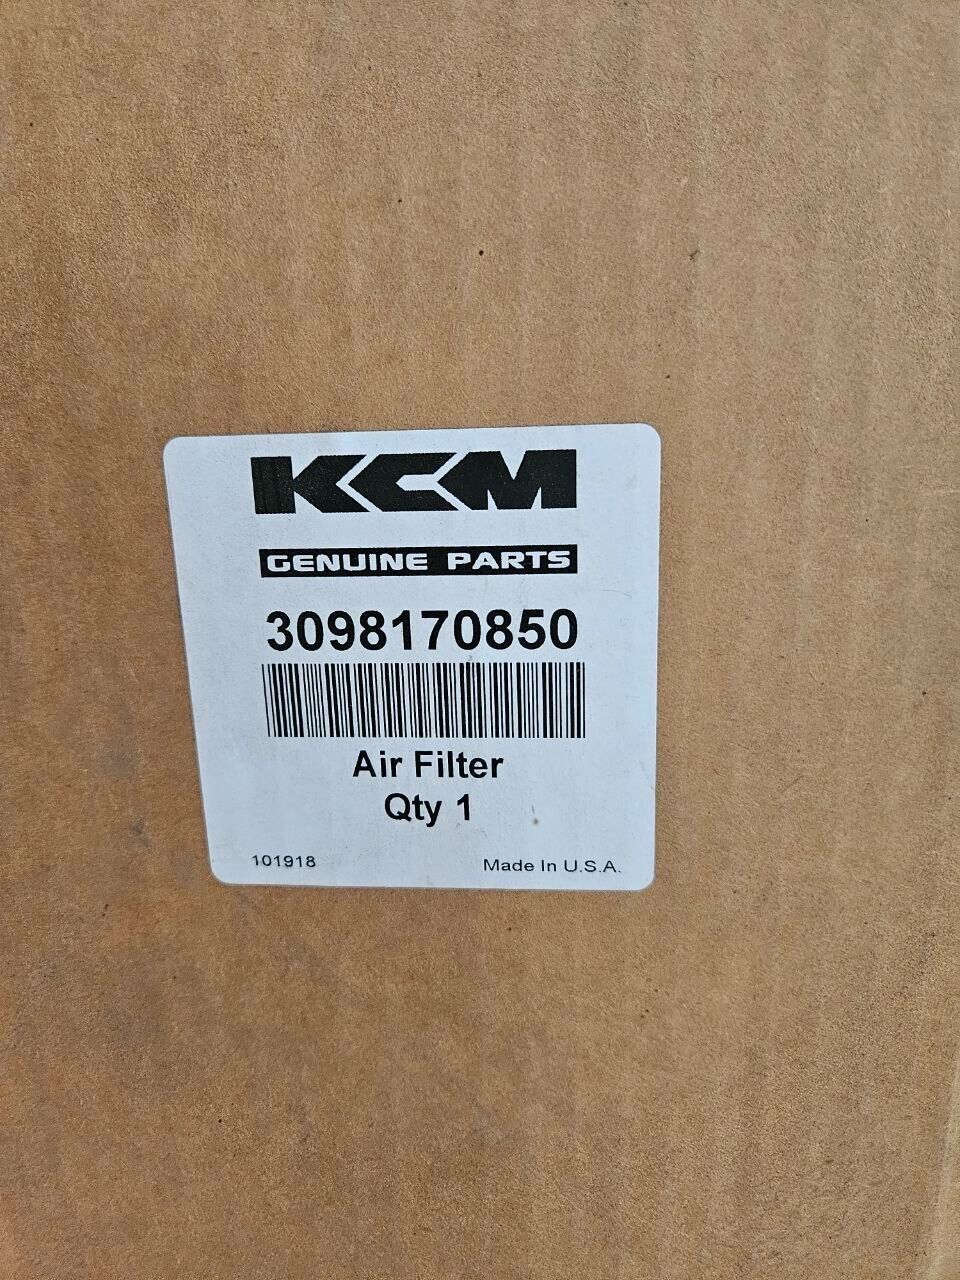 KCM
GENUINE PARTS
3098170850
Air Filter
Qty 1
101918
Made In U.S.A.